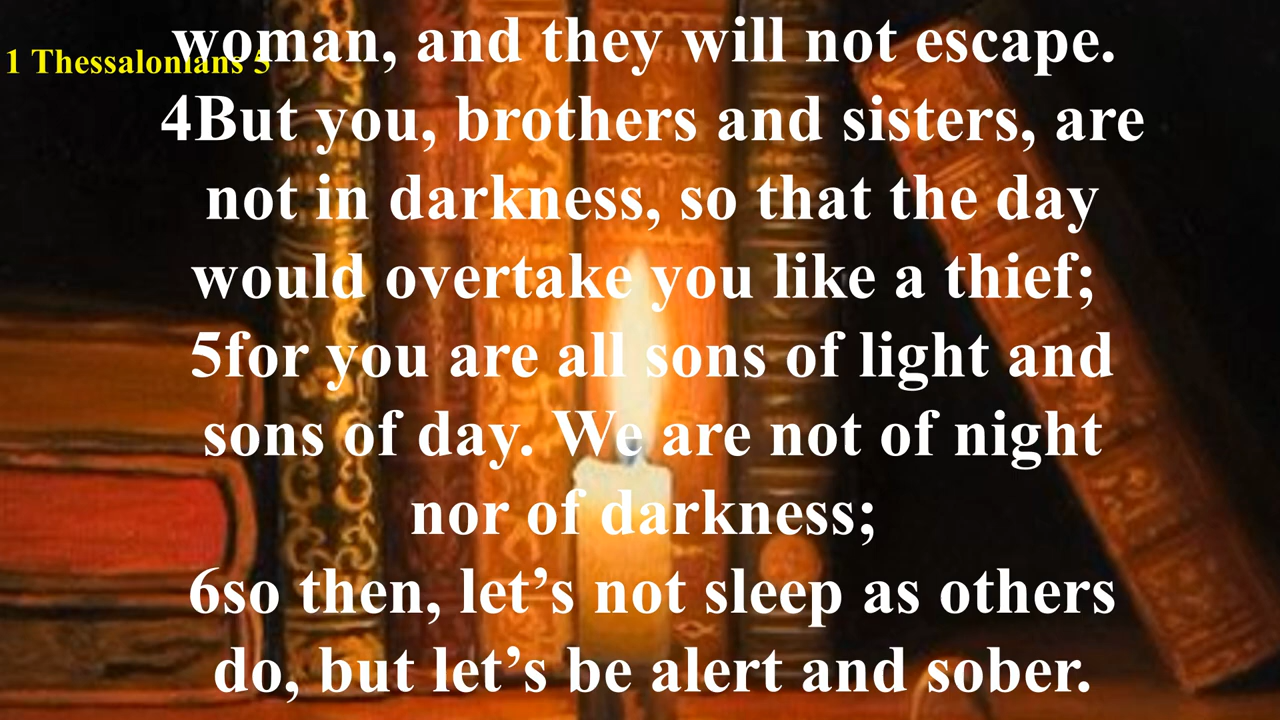 1 Thessalonians 5
woman, and they will not escape.
4But you, brothers and sisters, are
not in darkness, so that the day
would overtake you like a thief;
5for you are all sons of light and
sons of day. We are not of night
nor of darkness;
6so then, let’s not sleep as others
do, but let’s be alert and sober.